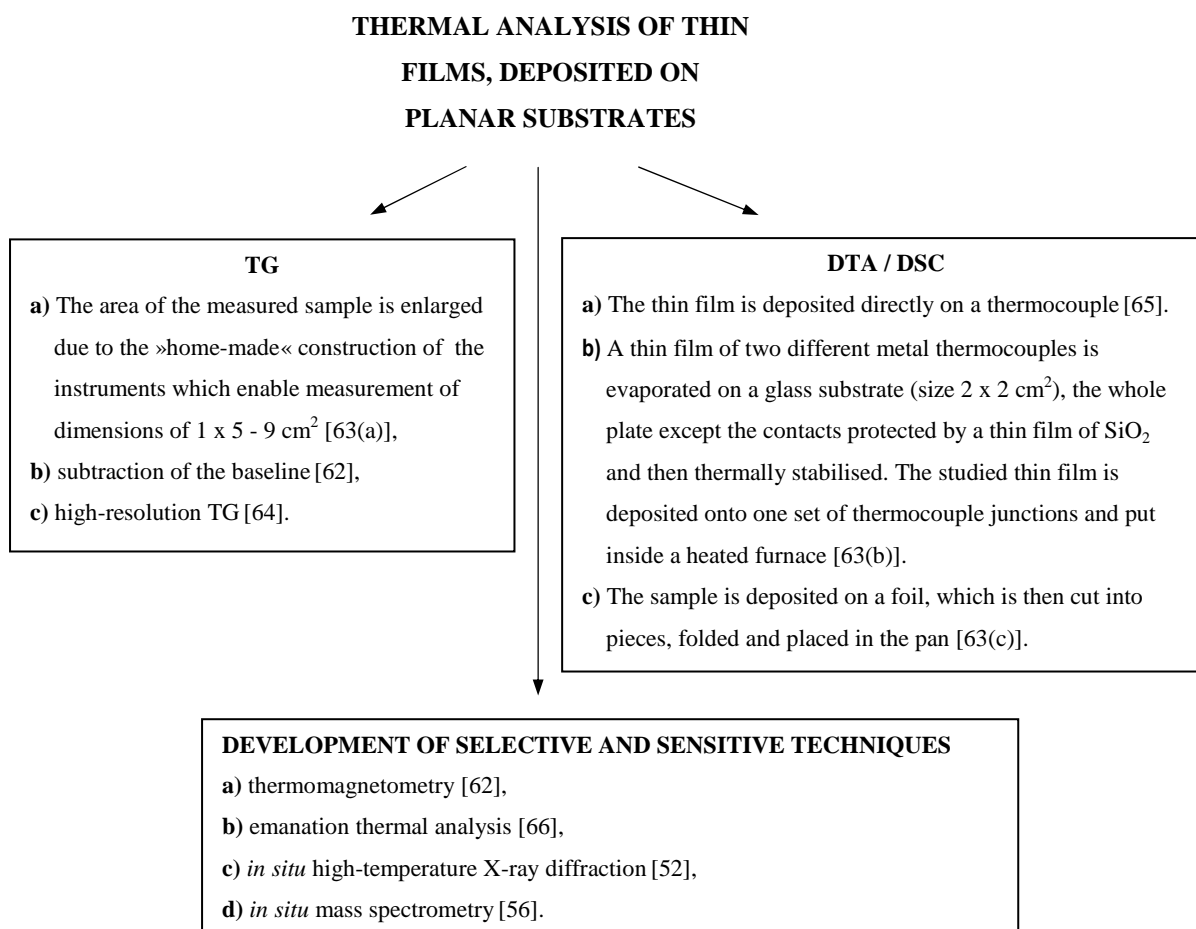 THERMAL ANALYSIS OF THIN
FILMS, DEPOSITED ON
PLANAR SUBSTRATES
TG
a) The area of the measured sample is enlarged
due to the »home-made« construction of the
instruments which enable measurement of
dimensions of 1 x 5 - 9 cm² [63(a)],
b) subtraction of the baseline [62],
c) high-resolution TG [64].
DTA / DSC
a) The thin film is deposited directly on a thermocouple [65].
b) A thin film of two different metal thermocouples is
evaporated on a glass substrate (size 2 x 2 cm²), the whole
plate except the contacts protected by a thin film of SiO₂
and then thermally stabilised. The studied thin film is
deposited onto one set of thermocouple junctions and put
inside a heated furnace [63(b)].
c) The sample is deposited on a foil, which is then cut into
pieces, folded and placed in the pan [63(c)].
DEVELOPMENT OF SELECTIVE AND SENSITIVE TECHNIQUES
a) thermomagnetometry [62],
b) emanation thermal analysis [66],
c) in situ high-temperature X-ray diffraction [52],
d) in situ mass spectrometry [56].